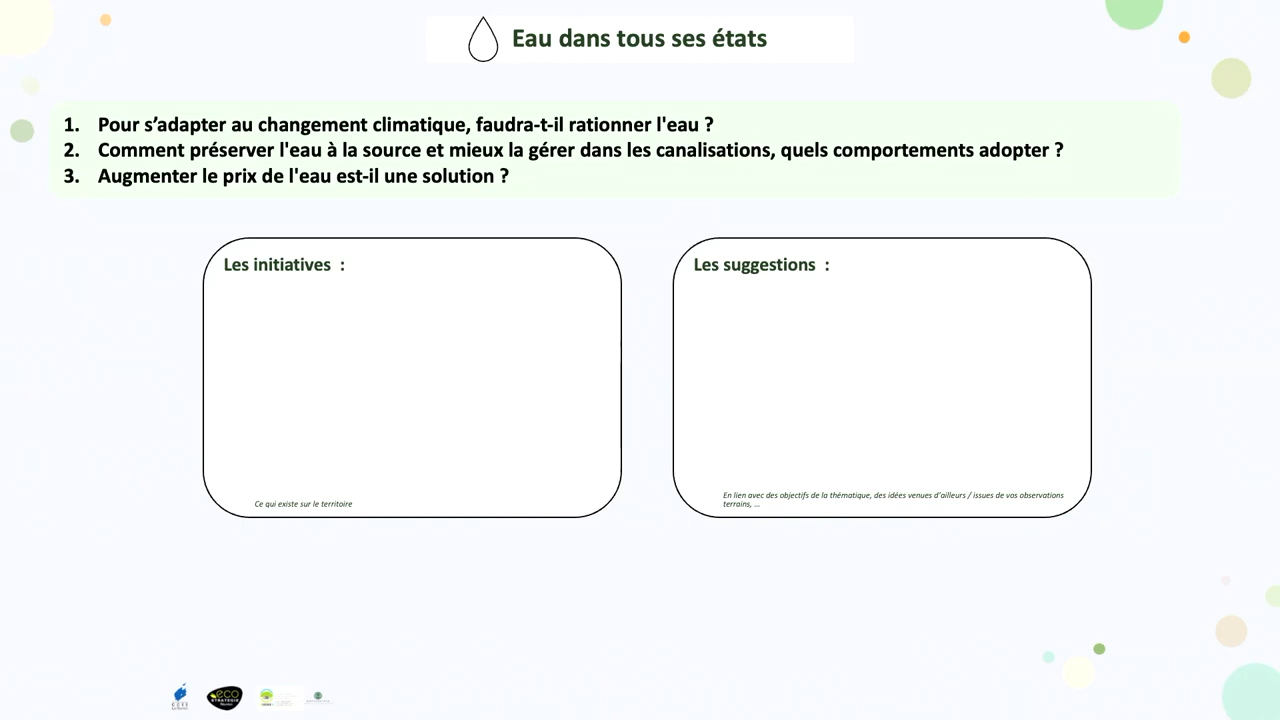 Eau dans tous ses états
1. Pour s’adapter au changement climatique, faudra-t-il rationner l'eau ?
2. Comment préserver l'eau à la source et mieux la gérer dans les canalisations, quels comportements adopter ?
3. Augmenter le prix de l'eau est-il une solution ?
Les initiatives :
Ce qui existe sur le territoire
Les suggestions :
En lien avec des objectifs de la thématique, des idées venues d’ailleurs / issues de vos observations
terrains, ...
eco
STRATÉGIE